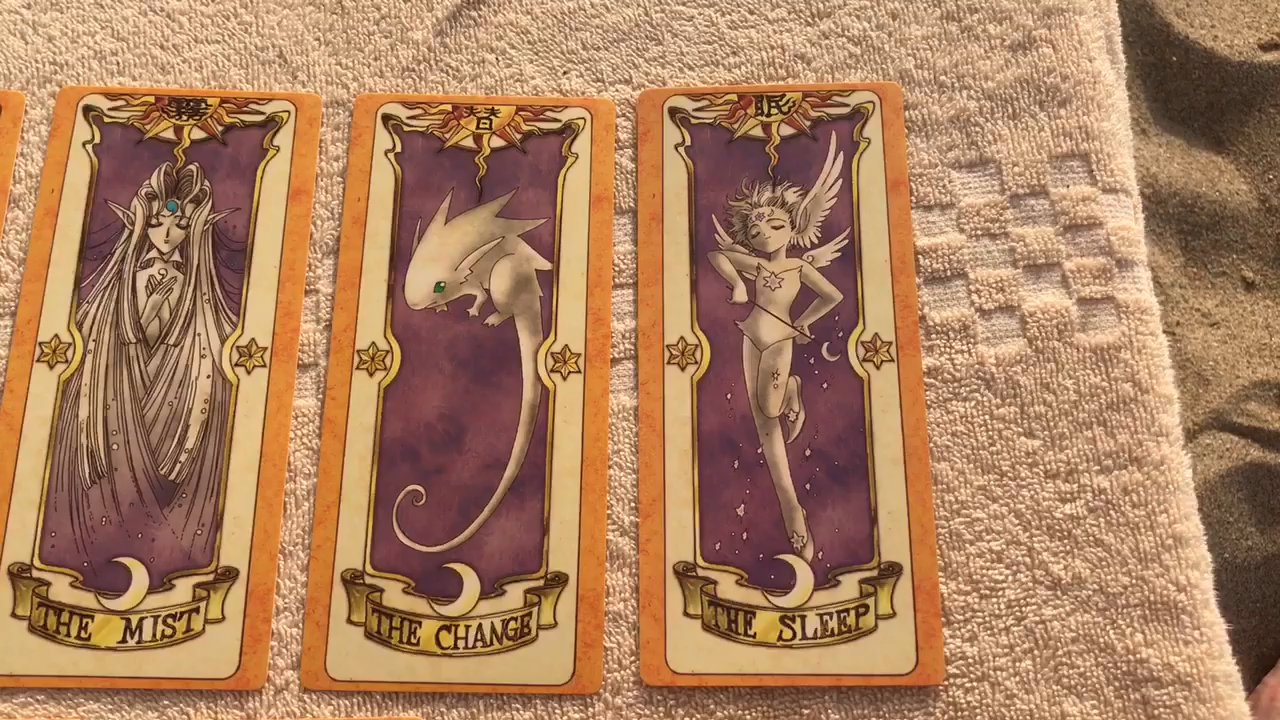 霧
THE MIST
替
THE CHANGE
眠
THE SLEEP